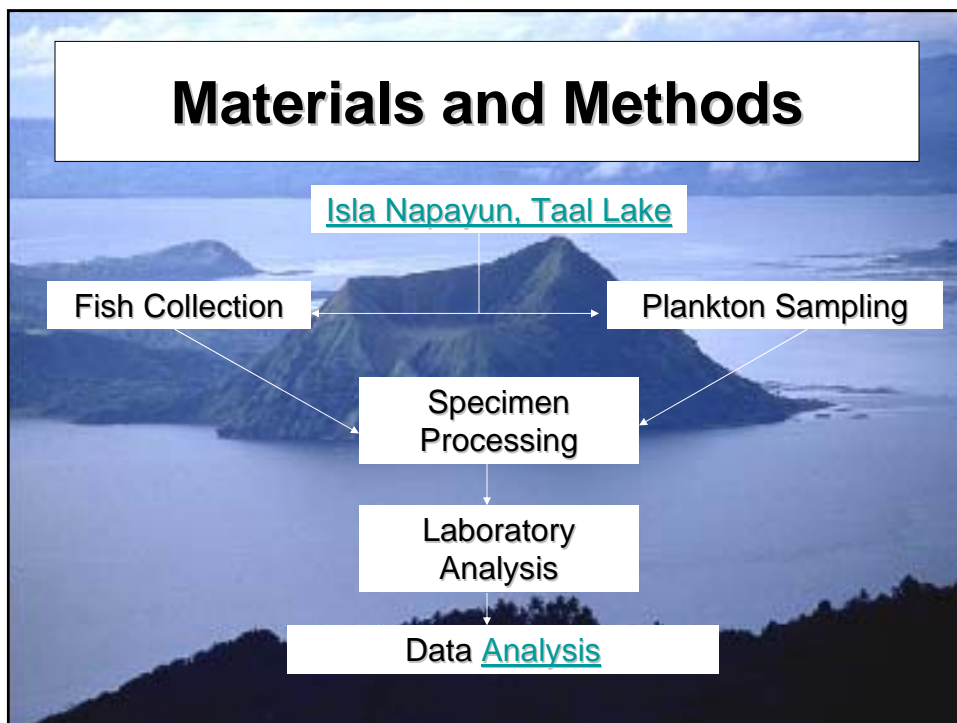 Materials and Methods
Isla Napayun, Taal Lake
Fish Collection
Plankton Sampling
Specimen
Processing
Laboratory
Analysis
Data Analysis